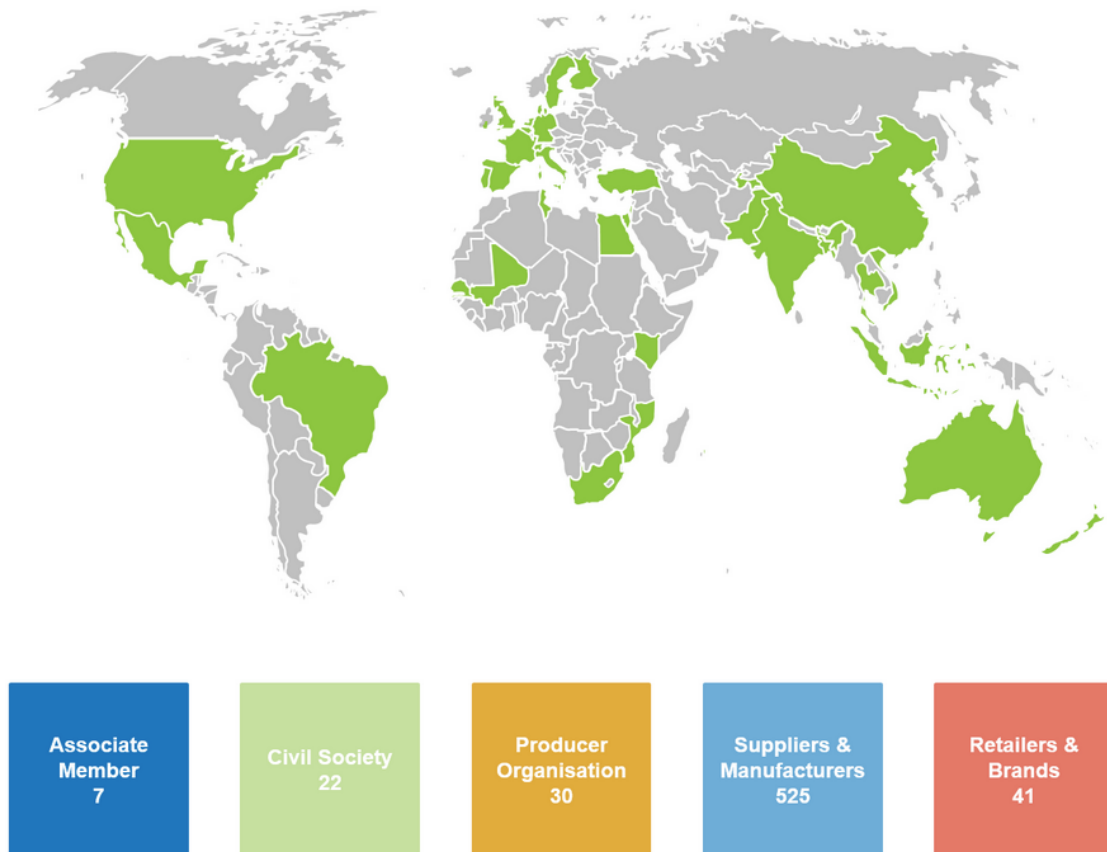 Associate
Member
7
Civil Society
22
Producer
Organisation
30
Suppliers &
Manufacturers
525
Retailers &
Brands
41